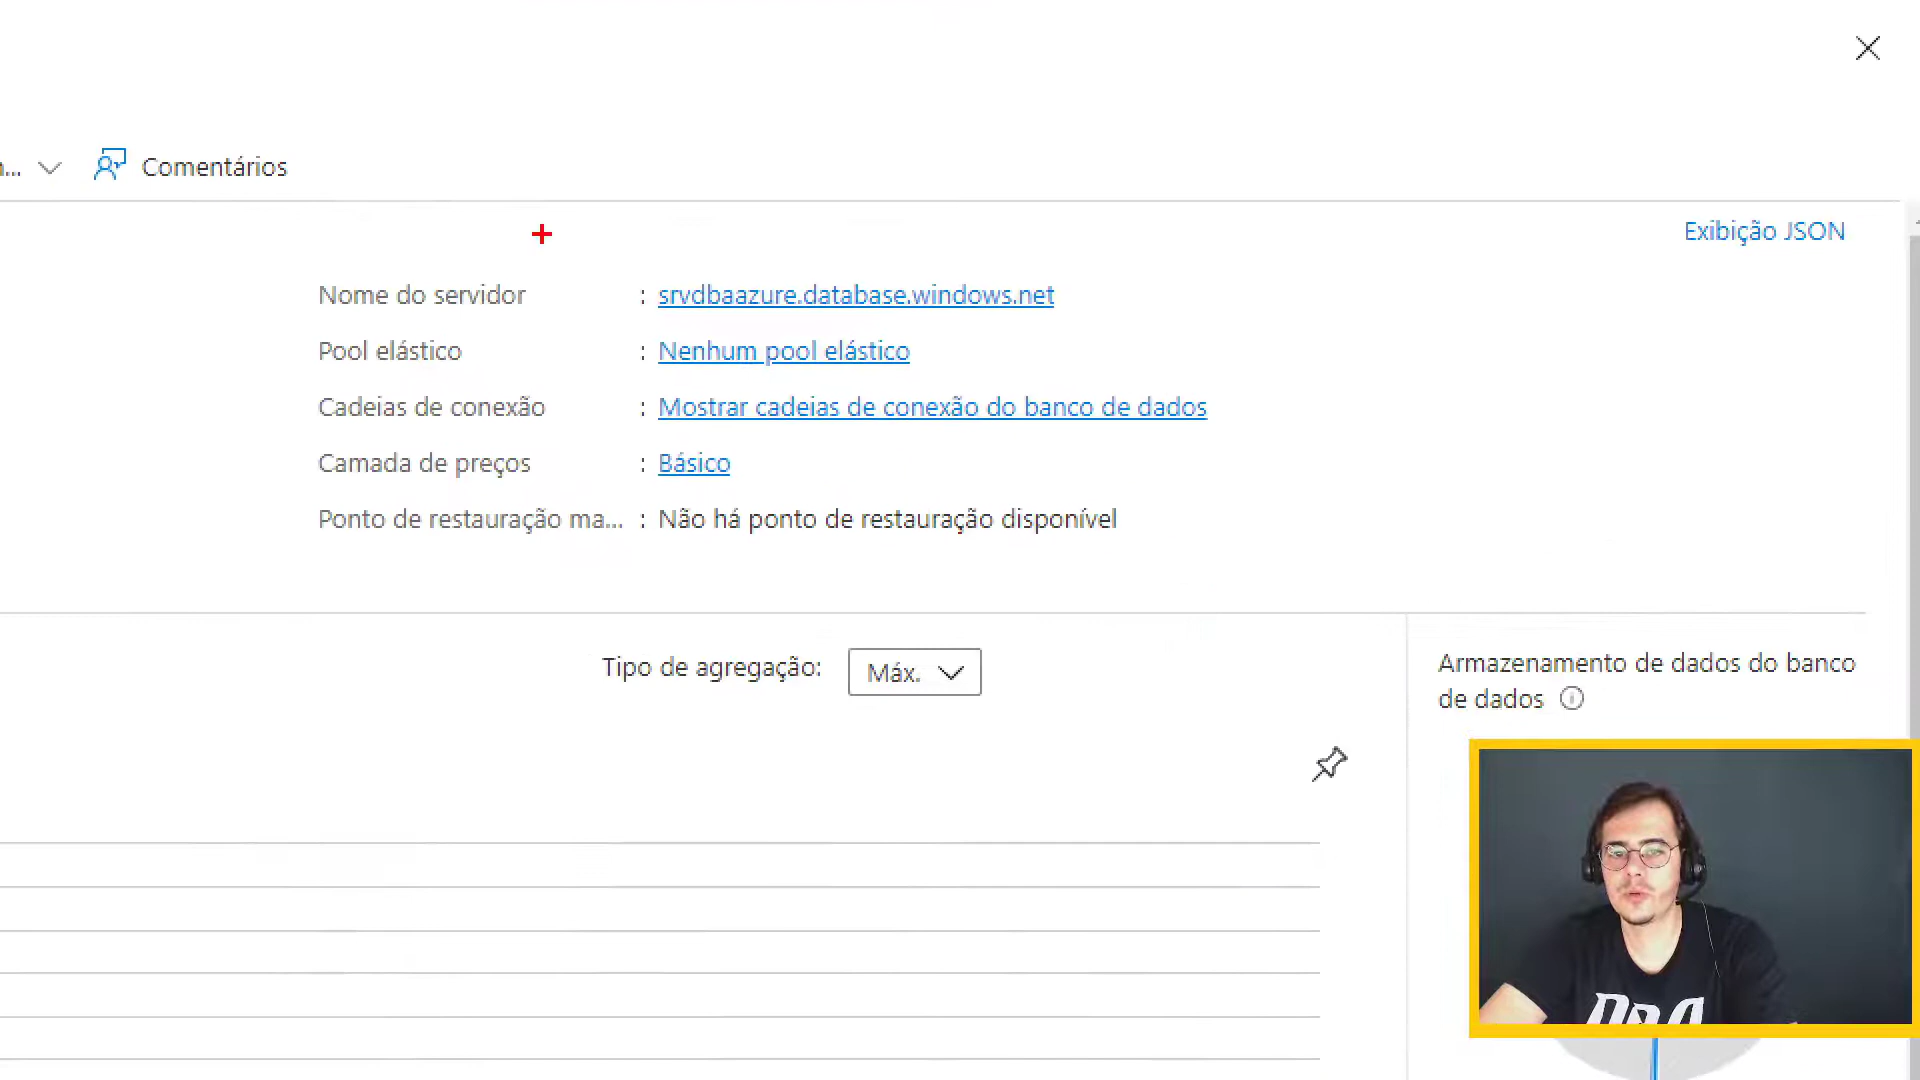 Comentários
Exibição JSON
Nome do servidor : srvdbaazure.database.windows.net
Pool elástico : Nenhum pool elástico
Cadeias de conexão : Mostrar cadeias de conexão do banco de dados
Camada de preços : Básico
Ponto de restauração ma... : Não há ponto de restauração disponível
Tipo de agregação: Máx.
Armazenamento de dados do banco
de dados
DBA